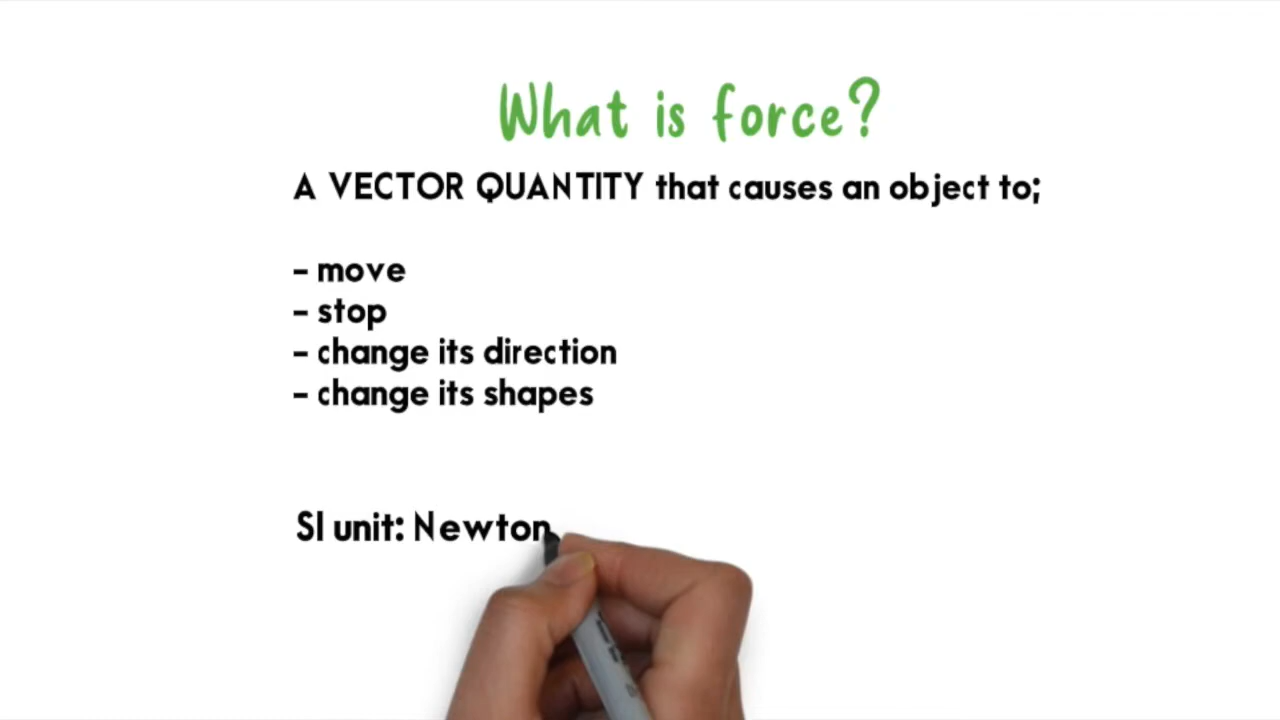 What is force?
A VECTOR QUANTITY that causes an object to;
- move
- stop
- change its direction
- change its shapes
SI unit: Newton